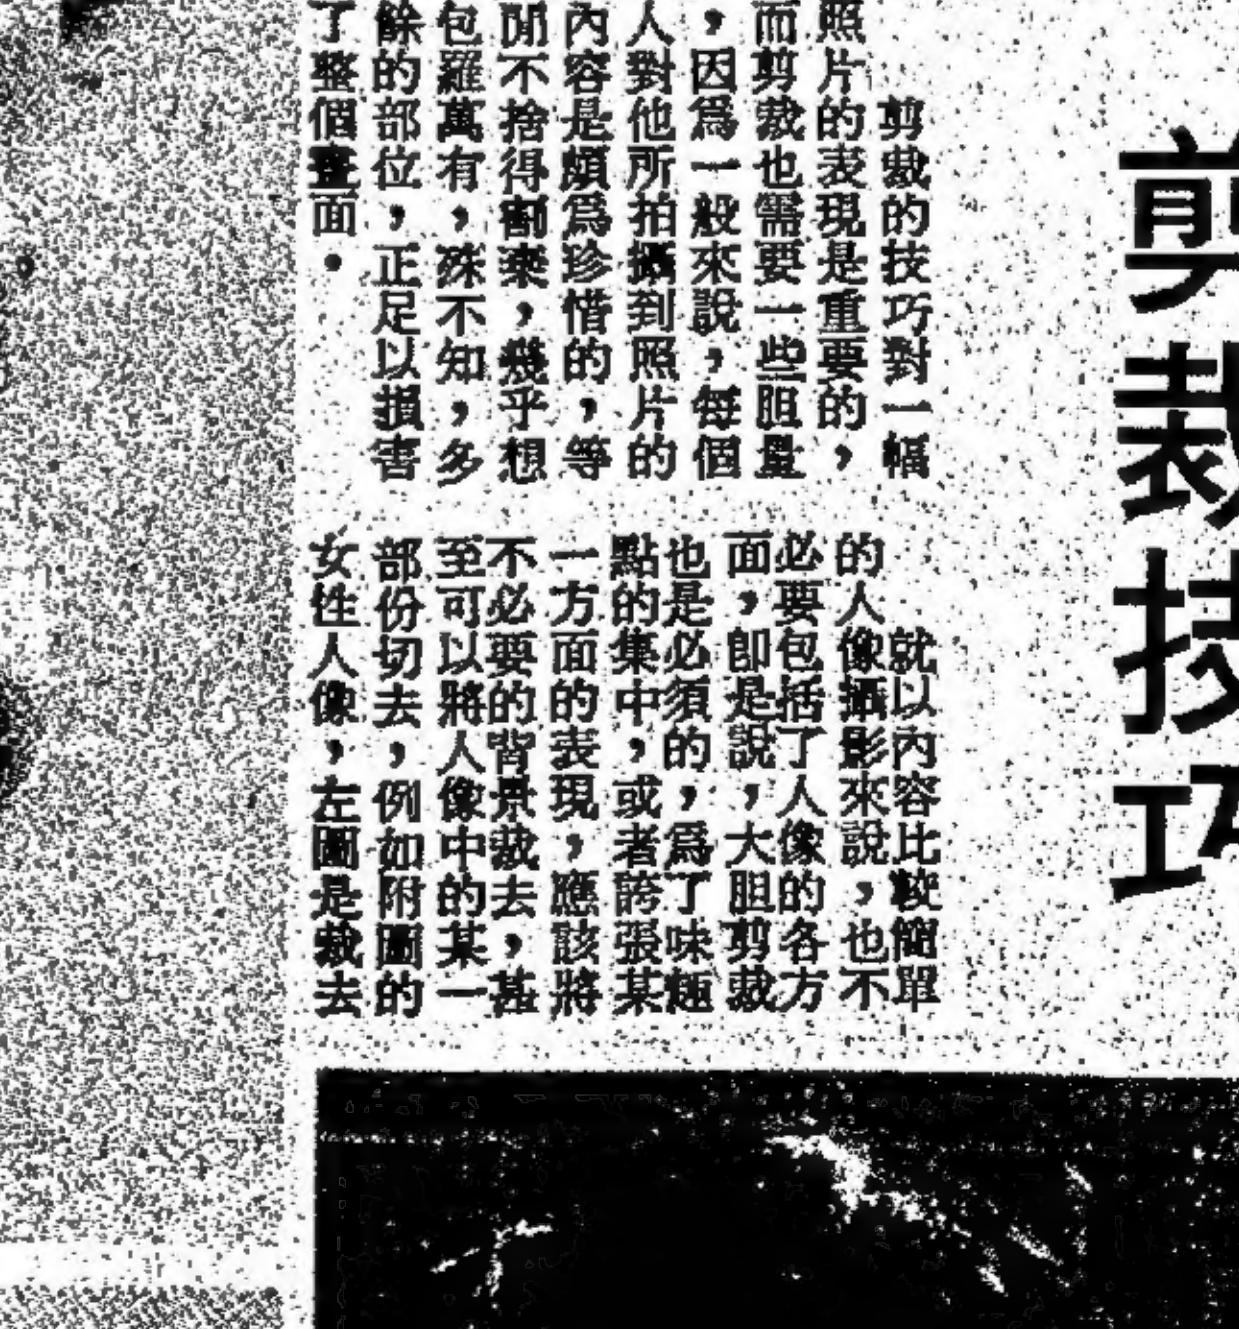 剪裁技巧
剪裁的技巧對一幅
照片的表現是重要的，
而剪裁也需要一些胆量
，因爲一般來說，每個
人對他所拍攝到照片的
內容是頗爲珍惜的，等
閒不捨得割棄，幾乎想
包羅萬有，殊不知，多
餘的部位，正足以損害
了整個畫面。
就以內容比較簡單
的人像攝影來說，也不
必要包括了人像的各方
面，卽是說，大胆剪裁
也是必須的，爲了味趣
點的集中，或者誇張某
一方面的表現，應該將
不必要的背景裁去，甚
至可以將人像中的某一
部份切去，例如附圖的
女性人像，左圖是裁去